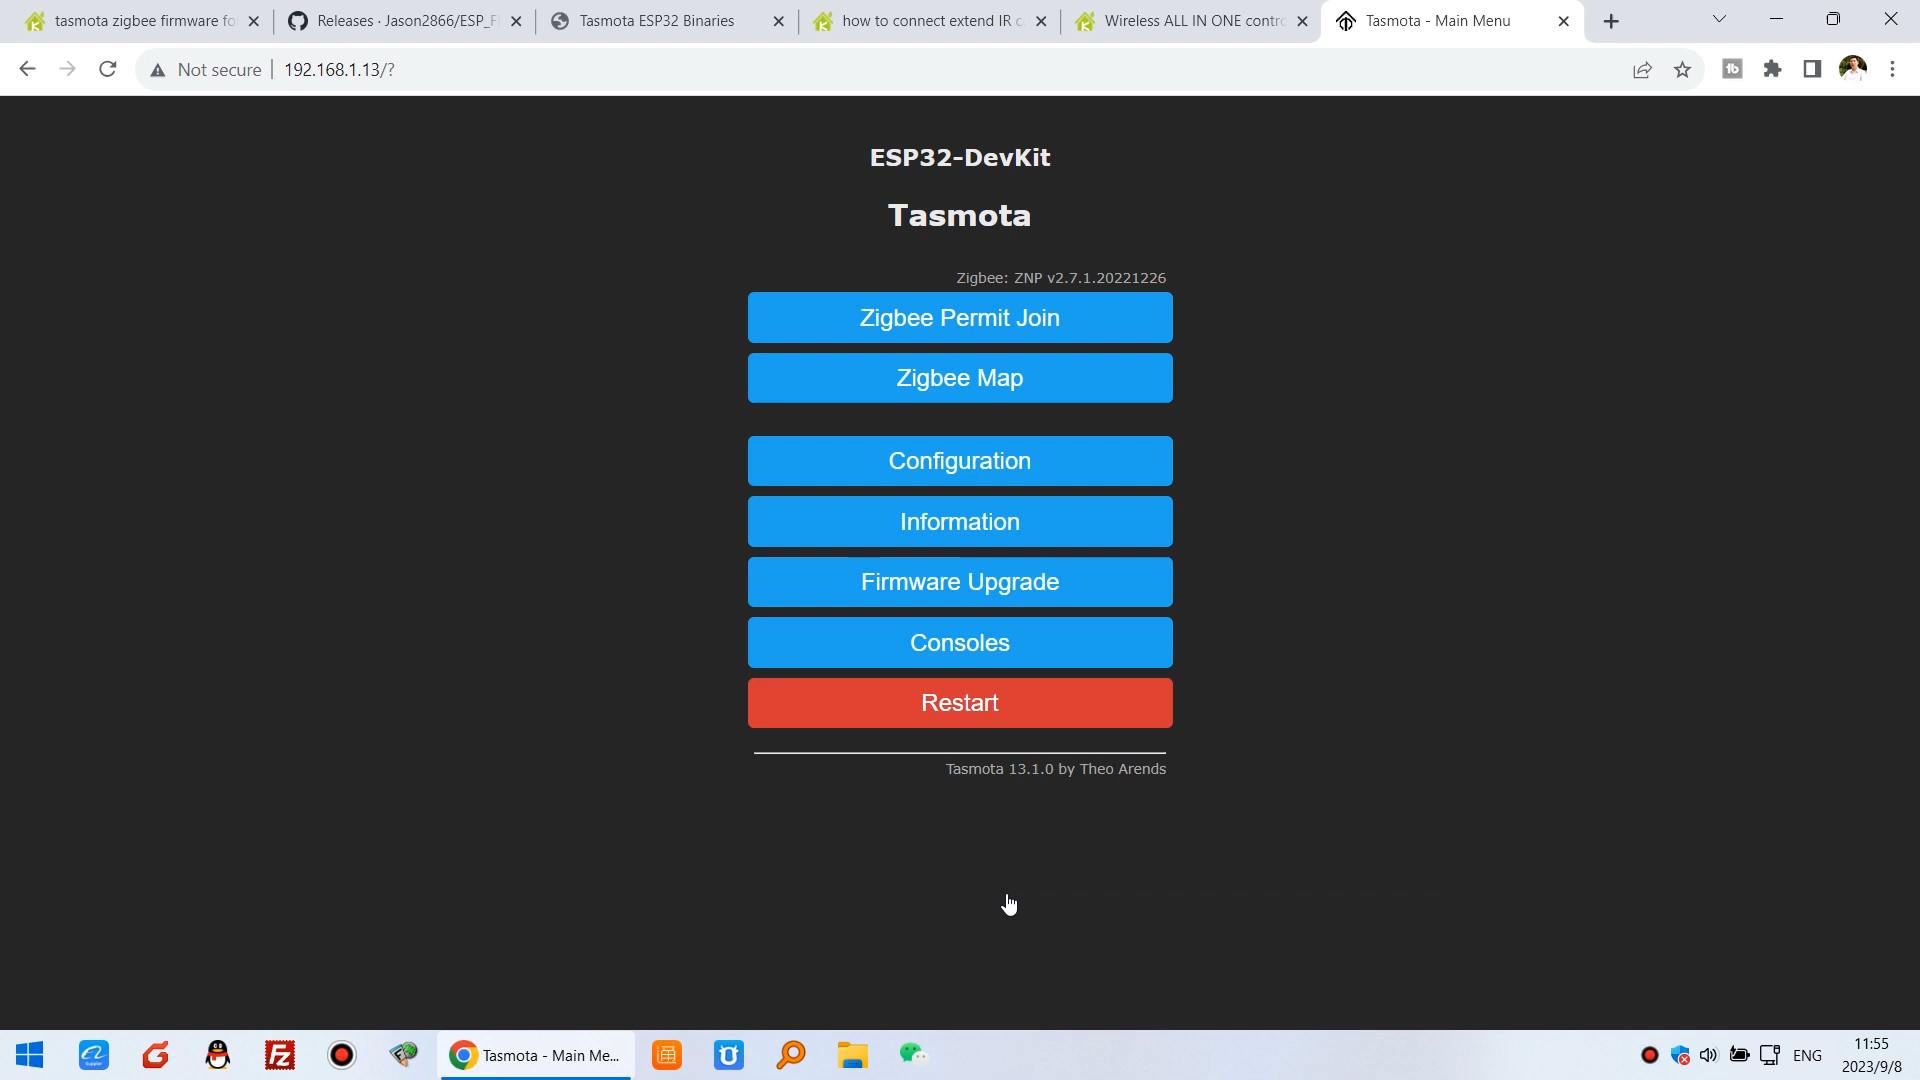 tasmota zigbee firmware fo
Releases · Jason2866/ESP_Fl
Tasmota ESP32 Binaries
how to connect extend IR c
Wireless ALL IN ONE contro
Tasmota - Main Menu
Not secure
192.168.1.13/?
ESP32-DevKit
Tasmota
Zigbee: ZNP v2.7.1.20221226
Zigbee Permit Join
Zigbee Map
Configuration
Information
Firmware Upgrade
Consoles
Restart
Tasmota 13.1.0 by Theo Arends
Tasmota - Main Me...
ENG
11:55
2023/9/8